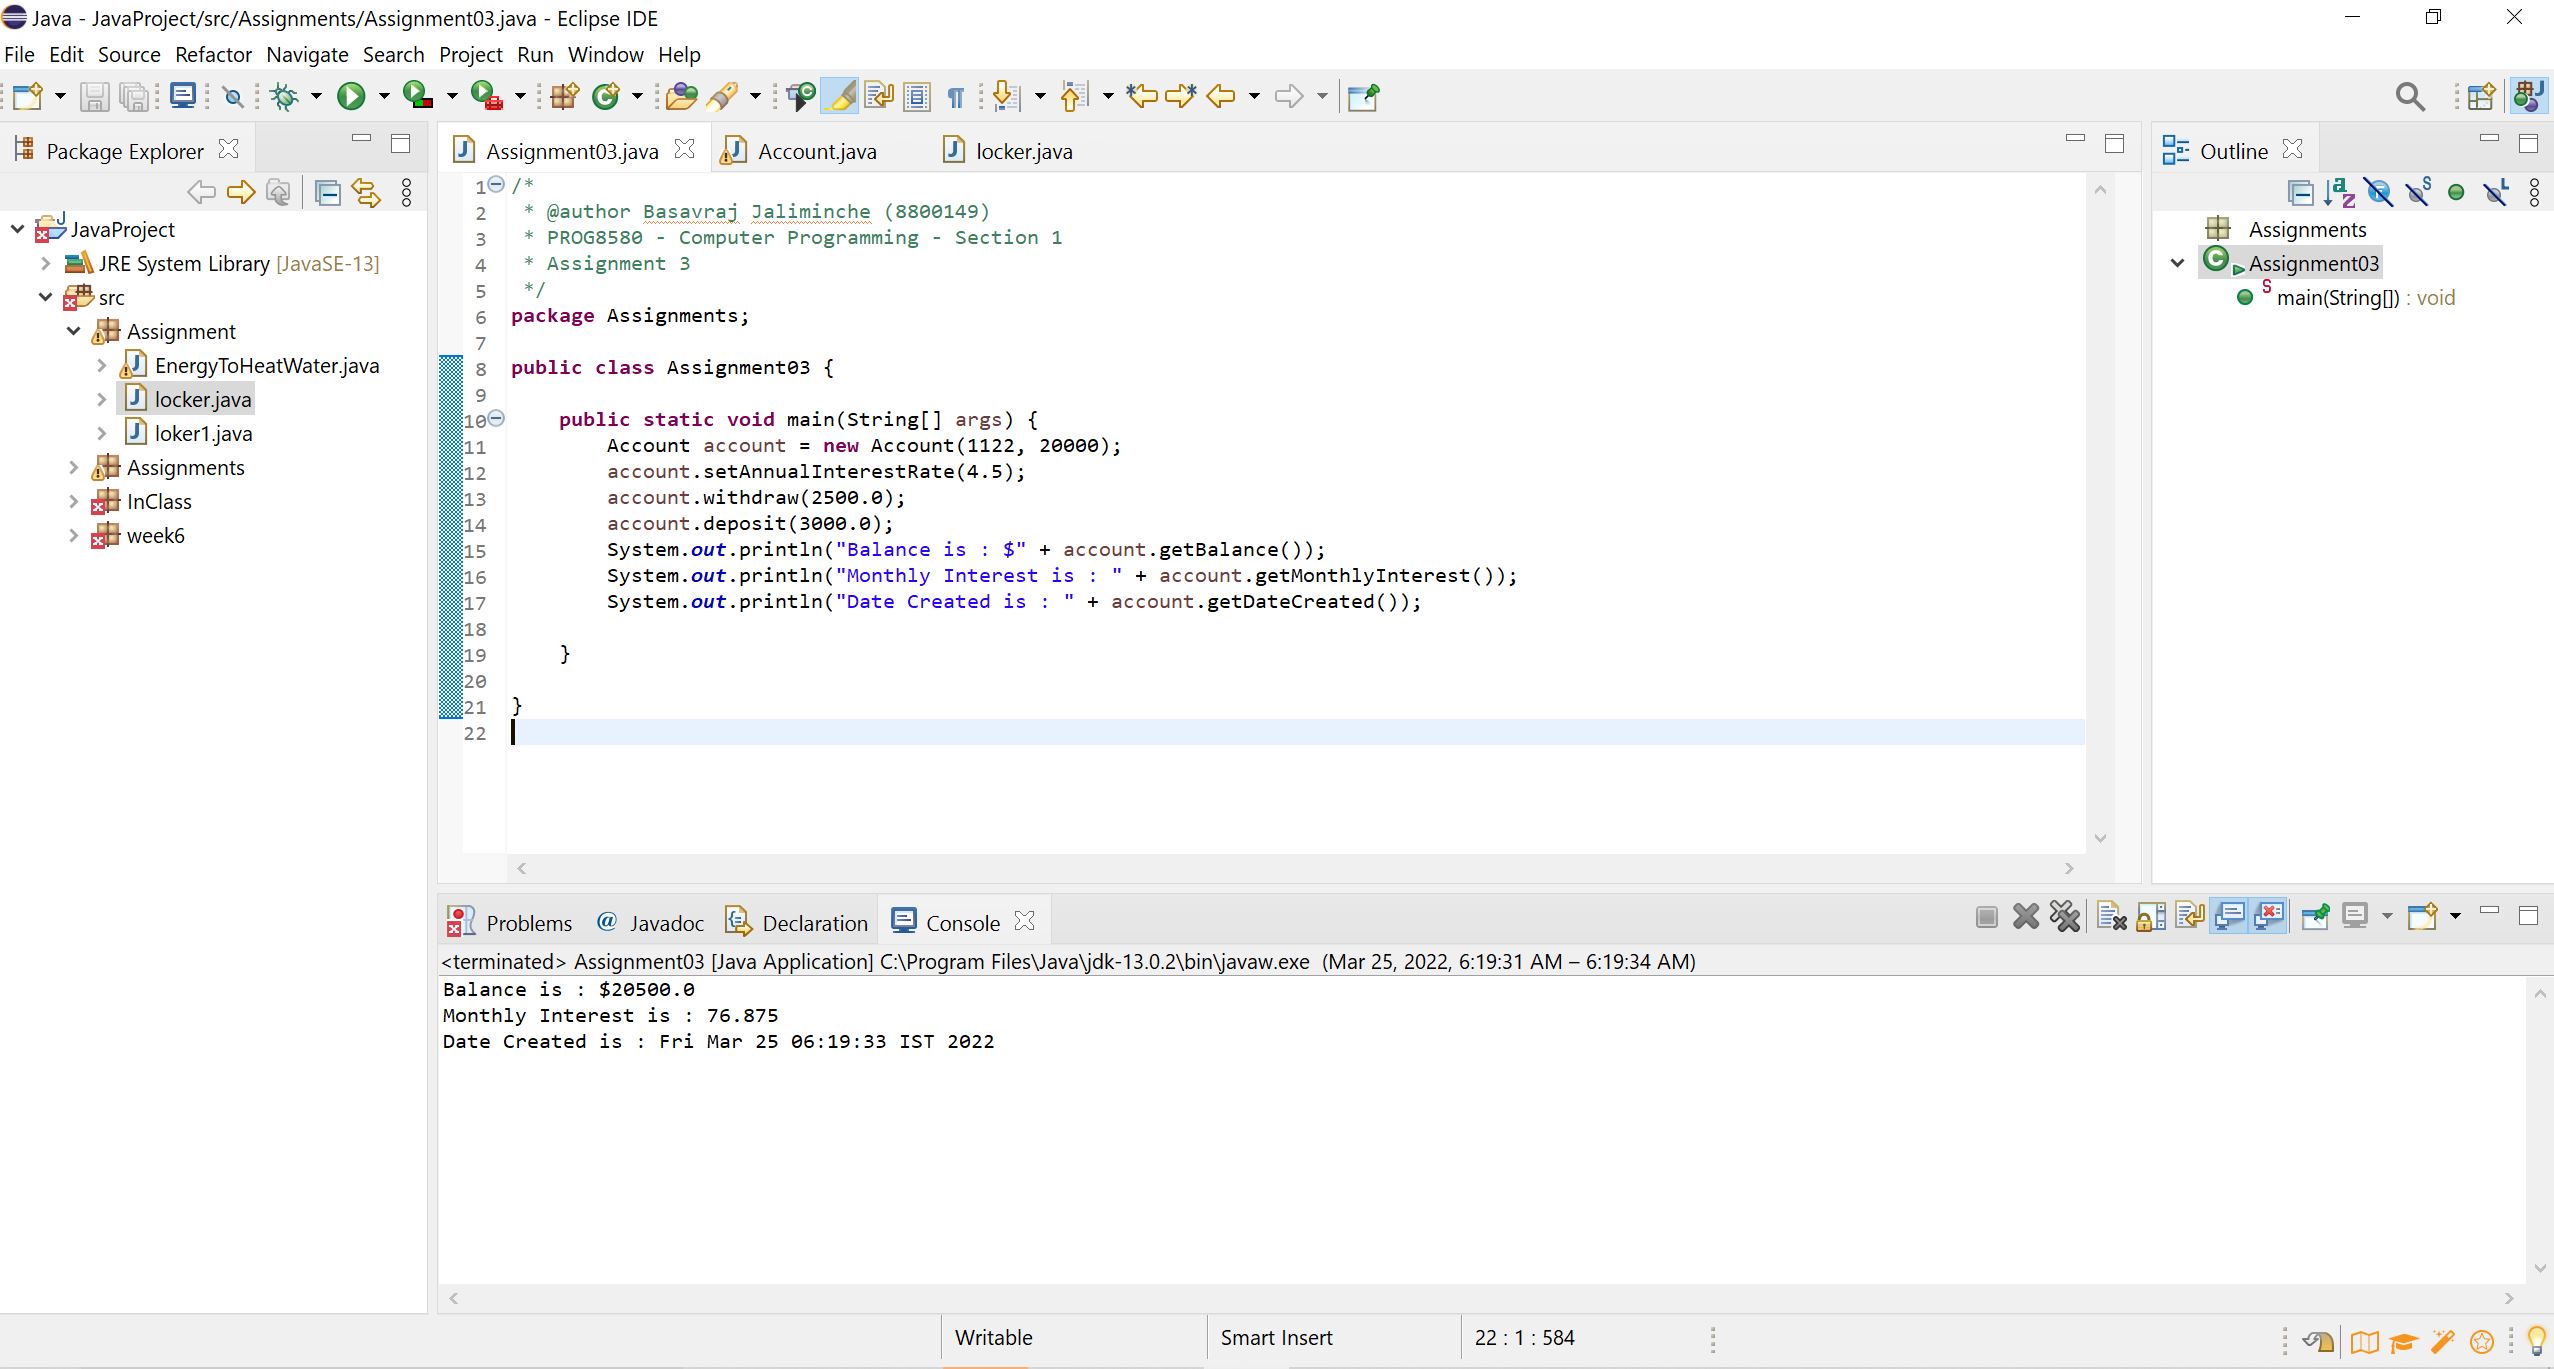 Java - JavaProject/src/Assignments/Assignment03.java - Eclipse IDE
File Edit Source Refactor Navigate Search Project Run Window Help
Package Explorer
JavaProject
JRE System Library [JavaSE-13]
src
Assignment
EnergyToHeatWater.java
locker.java
loker1.java
Assignments
InClass
week6
Assignment03.java Account.java locker.java
1 /*
2 * @author Basavraj Jaliminche (8800149)
3 * PROG8580 - Computer Programming - Section 1
4 * Assignment 3
5 */
6 package Assignments;
7
8 public class Assignment03 {
9
10 public static void main(String[] args) {
11 Account account = new Account(1122, 20000);
12 account.setAnnualInterestRate(4.5);
13 account.withdraw(2500.0);
14 account.deposit(3000.0);
15 System.out.println("Balance is : $" + account.getBalance());
16 System.out.println("Monthly Interest is : " + account.getMonthlyInterest());
17 System.out.println("Date Created is : " + account.getDateCreated());
18
19 }
20
21 }
22
Outline
Assignments
Assignment03
main(String[]) : void
Problems @ Javadoc Declaration Console
<terminated> Assignment03 [Java Application] C:\Program Files\Java\jdk-13.0.2\bin\javaw.exe (Mar 25, 2022, 6:19:31 AM – 6:19:34 AM)
Balance is : $20500.0
Monthly Interest is : 76.875
Date Created is : Fri Mar 25 06:19:33 IST 2022
Writable Smart Insert 22 : 1 : 584